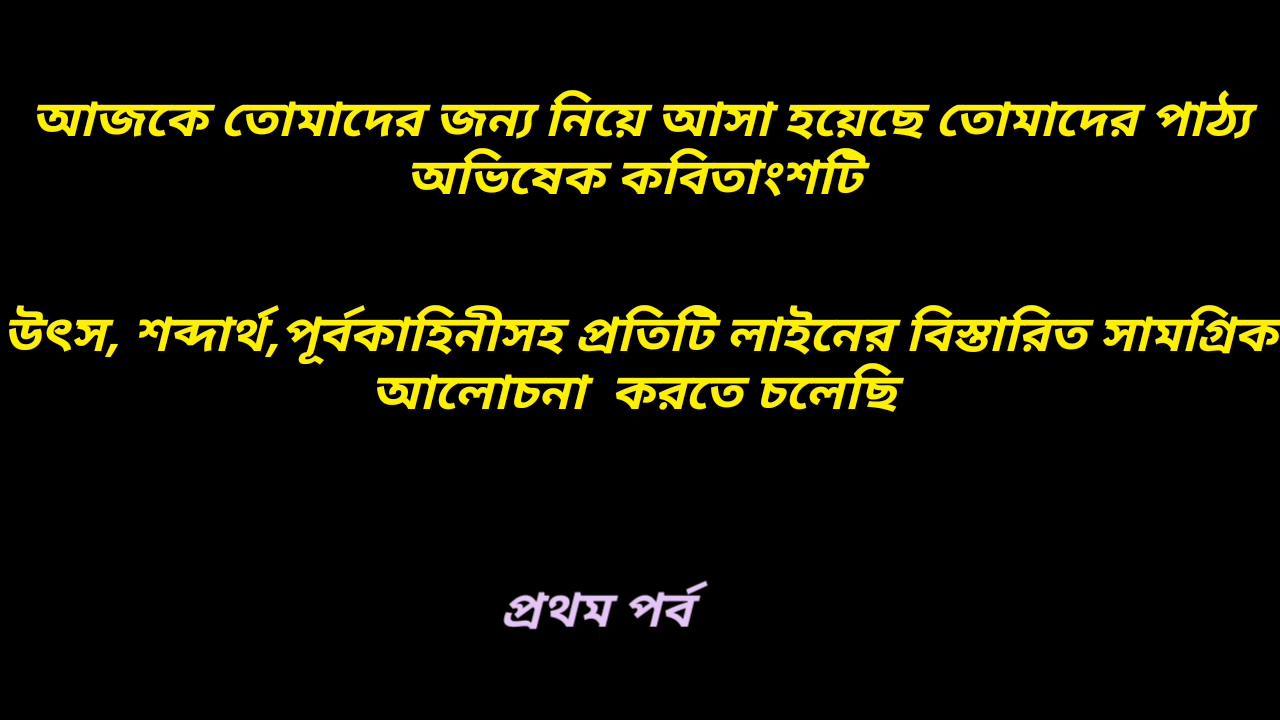 আজকে তোমাদের জন্য নিয়ে আসা হয়েছে তোমাদের পাঠ্য
অভিষেক কবিতাংশটি
উৎস, শব্দার্থ,পূর্বকাহিনীসহ প্রতিটি লাইনের বিস্তারিত সামগ্রিক
আলোচনা করতে চলেছি
প্রথম পর্ব